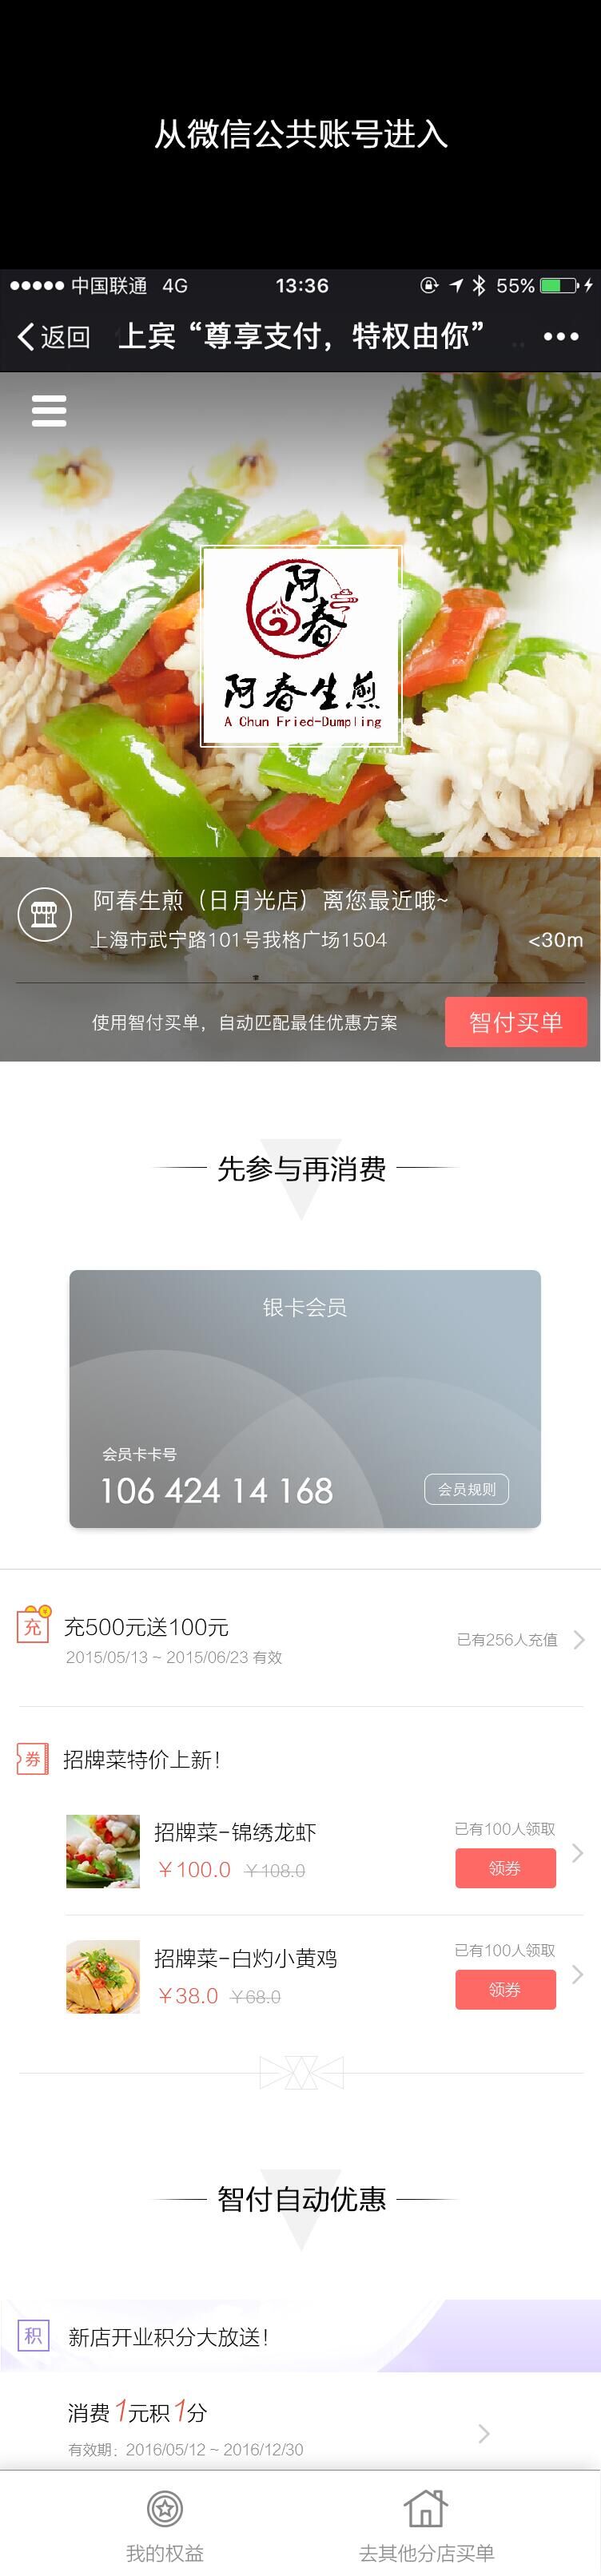 从微信公共账号进入
中国联通 4G 13:36 55%
返回 上宾“尊享支付，特权由你”
阿春
阿春生煎
A Chun Fried-Dumpling
阿春生煎（日月光店）离您最近哦~
上海市武宁路101号我格广场1504 <30m
使用智付买单，自动匹配最佳优惠方案 智付买单
先参与再消费
银卡会员
会员卡卡号
106 424 14 168 会员规则
充 充500元送100元
2015/05/13 ~ 2015/06/23 有效 已有256人充值
券 招牌菜特价上新！
招牌菜-锦绣龙虾 已有100人领取
￥100.0 ￥108.0 领券
招牌菜-白灼小黄鸡 已有100人领取
￥38.0 ￥68.0 领券
智付自动优惠
积 新店开业积分大放送！
消费1元积1分
有效期：2016/05/12 ~ 2016/12/30
我的权益 去其他分店买单